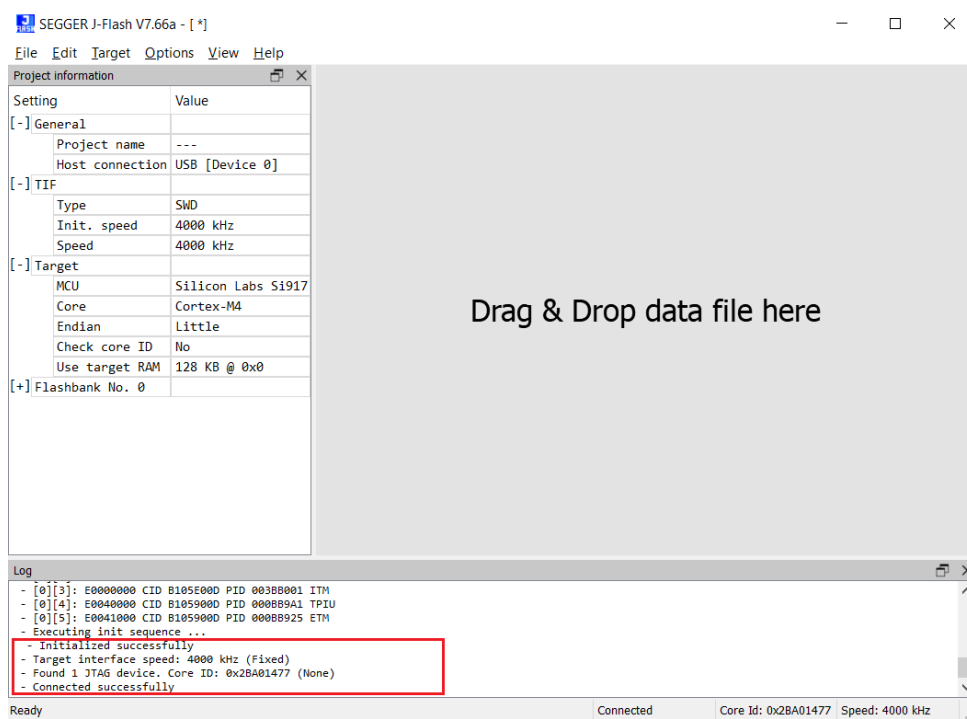 SEGGER J-Flash V7.66a - [ *]
File Edit Target Options View Help
Project information
Setting Value
[-] General
Project name ---
Host connection USB [Device 0]
[-] TIF
Type SWD
Init. speed 4000 kHz
Speed 4000 kHz
[-] Target
MCU Silicon Labs Si917
Core Cortex-M4
Endian Little
Check core ID No
Use target RAM 128 KB @ 0x0
[+] Flashbank No. 0
Drag & Drop data file here
Log
- [0][3]: E0000000 CID B105E00D PID 003BB001 ITM
- [0][4]: E0040000 CID B105900D PID 000BB9A1 TPIU
- [0][5]: E0041000 CID B105900D PID 000BB925 ETM
- Executing init sequence ...
- Initialized successfully
- Target interface speed: 4000 kHz (Fixed)
- Found 1 JTAG device. Core ID: 0x2BA01477 (None)
- Connected successfully
Ready Connected Core Id: 0x2BA01477 Speed: 4000 kHz